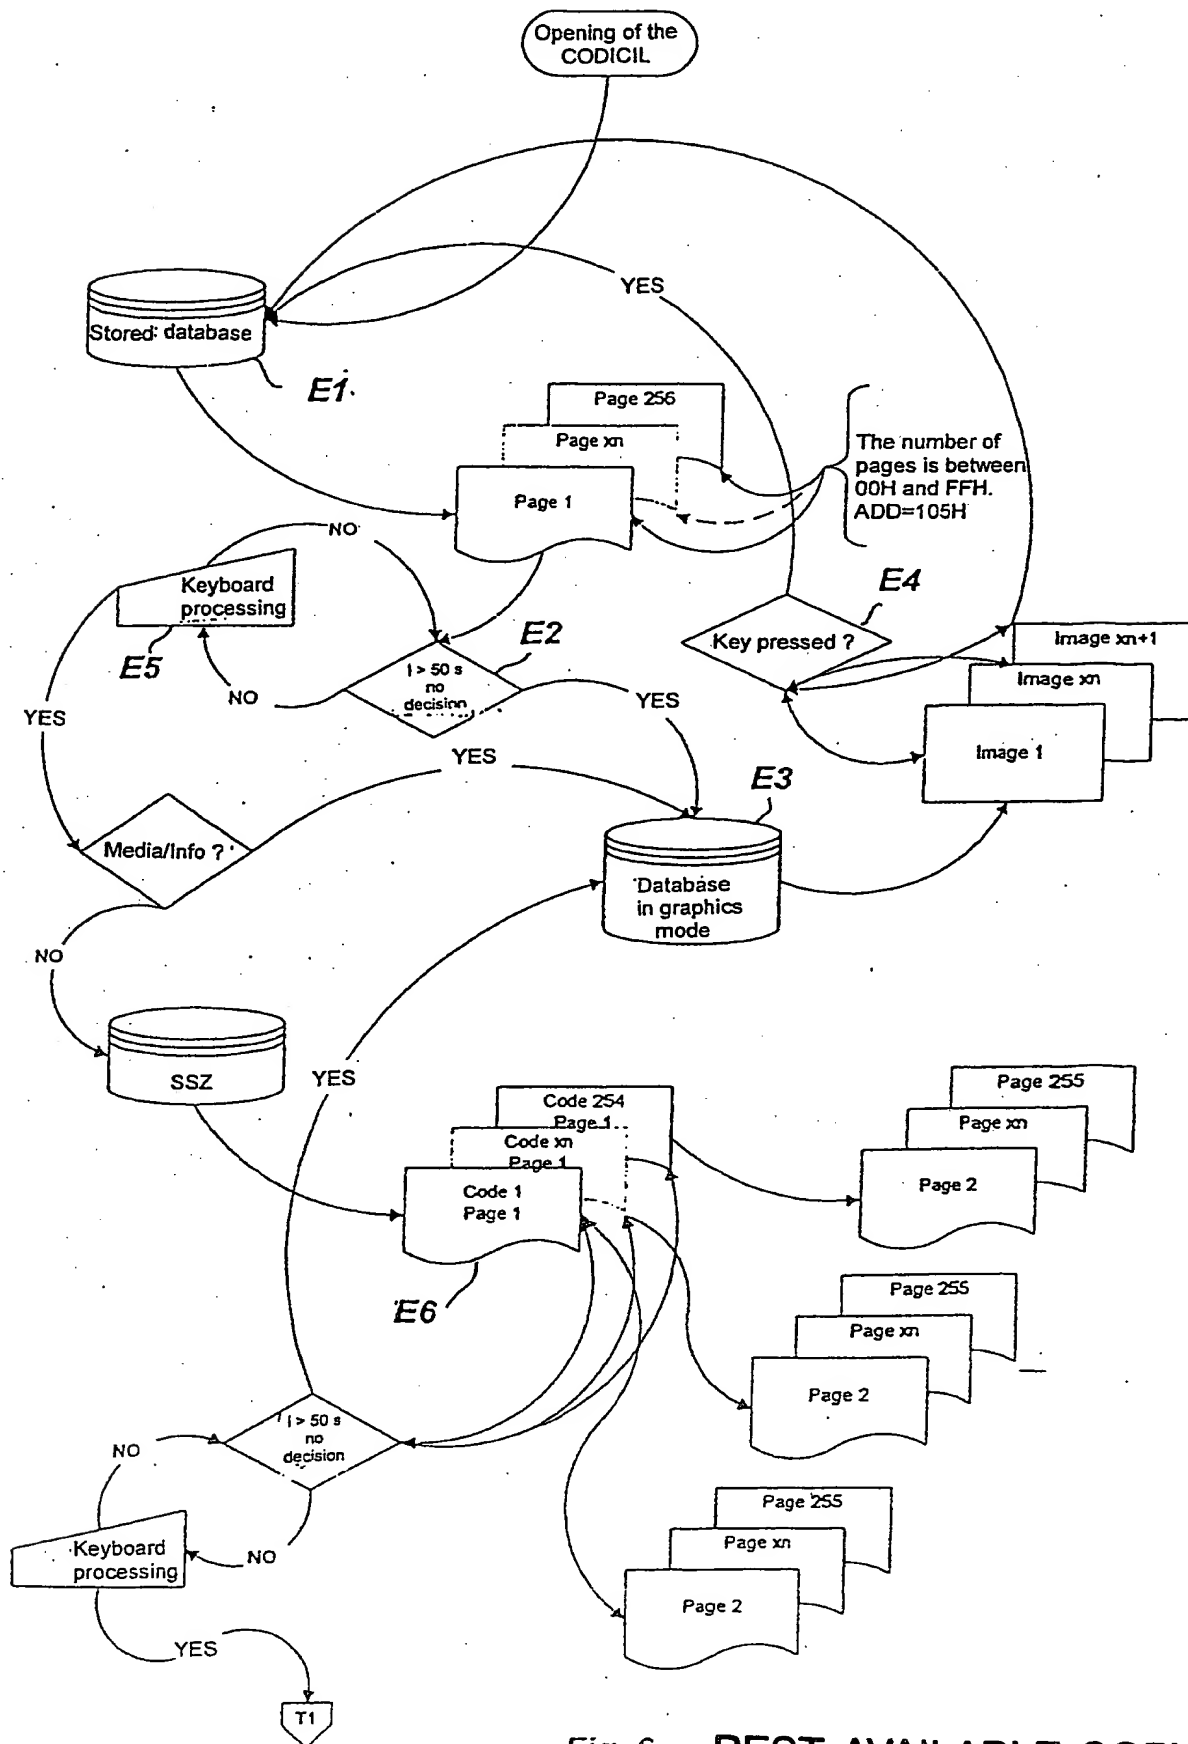 Opening of the
CODICIL
YES
Stored database
E1
Page 256
Page xn
Page 1
The number of
pages is between
00H and FFH.
ADD=105H
NO
Keyboard
processing
E5
E2
E4
Key pressed ?
I > 50 s
no
decision
NO
YES
Image xn+1
Image xn
Image 1
YES
YES
E3
Media/Info ?
Database
in graphics
mode
NO
SSZ
YES
Code 254
Page 1
Code xn
Page 1
Code 1
Page 1
E6
Page 255
Page xn
Page 2
Page 255
Page xn
Page 2
I > 50 s
no
decision
NO
NO
Keyboard
processing
Page 255
Page xn
Page 2
YES
T1